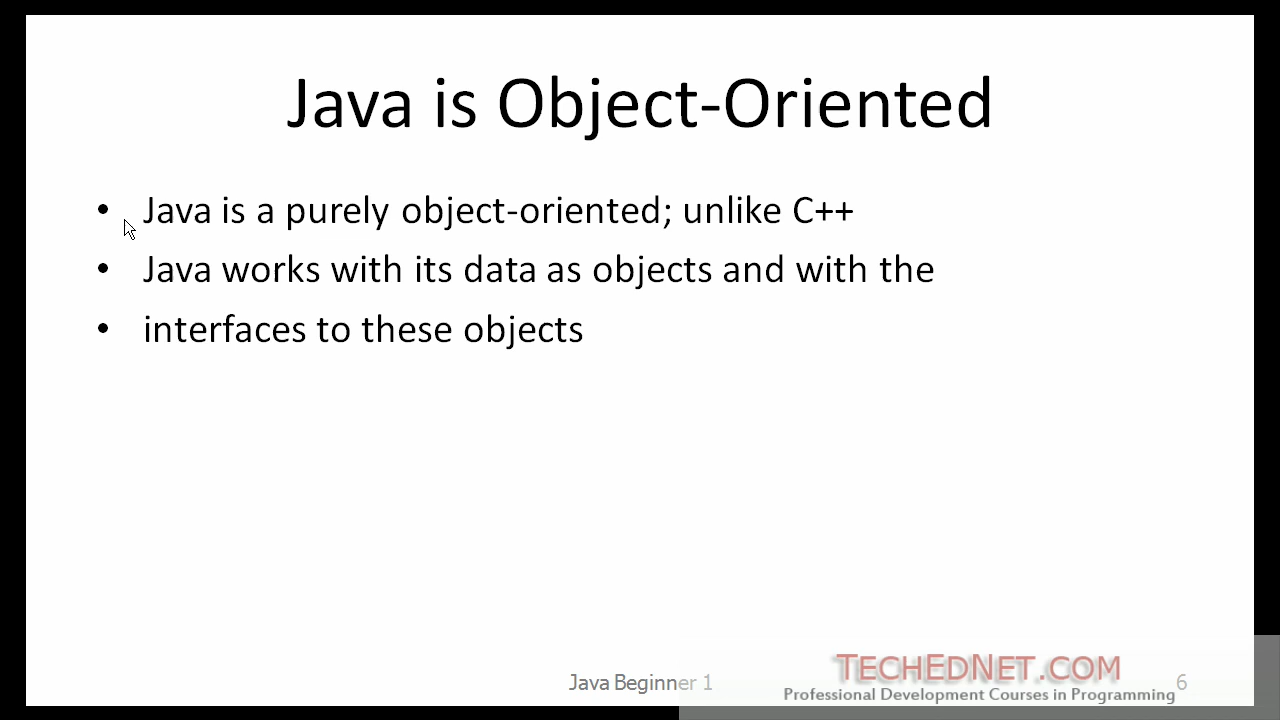 Java is Object-Oriented
• Java is a purely object-oriented; unlike C++
• Java works with its data as objects and with the
• interfaces to these objects
Java Beginner 1
TECHEDNET.COM
Professional Development Courses in Programming
6